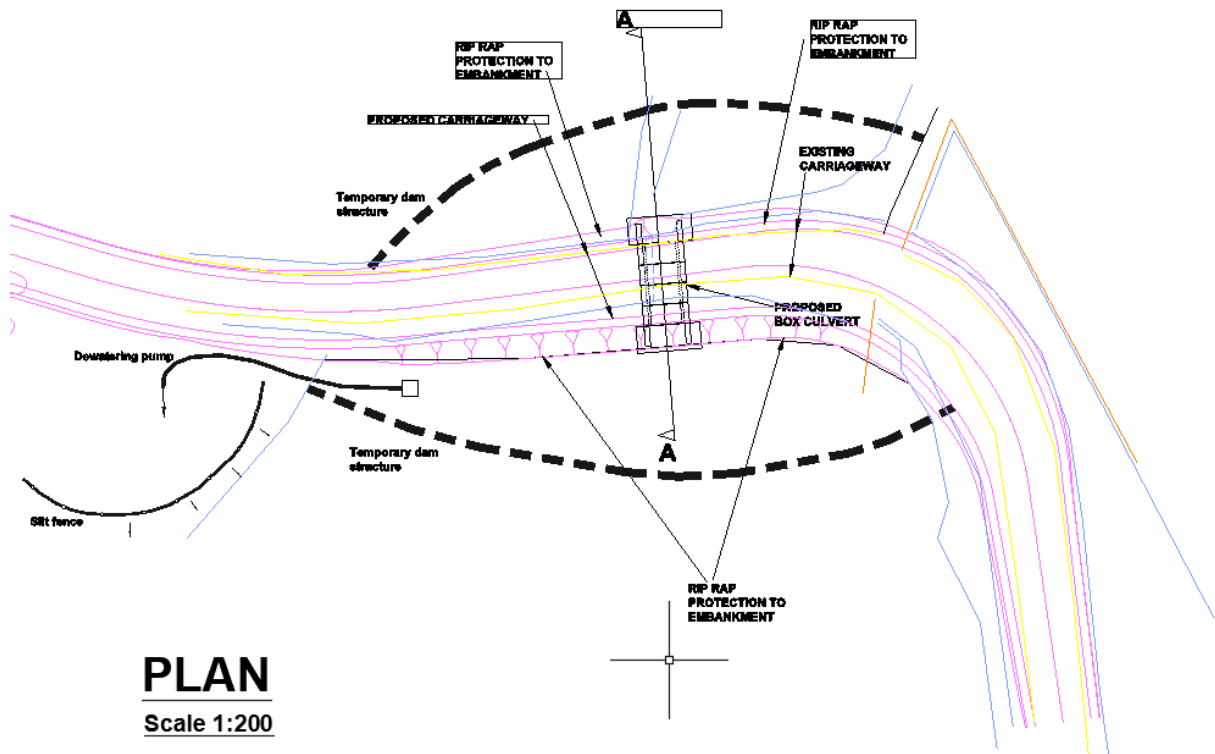 A
RIP RAP
PROTECTION TO
EMBANKMENT
RIP RAP
PROTECTION TO
EMBANKMENT
PROPOSED CARRIAGEWAY
EXISTING
CARRIAGEWAY
Temporary dam
structure
PROPOSED
BOX CULVERT
Dewatering pump
A
Temporary dam
structure
Silt fence
RIP RAP
PROTECTION TO
EMBANKMENT
PLAN
Scale 1:200